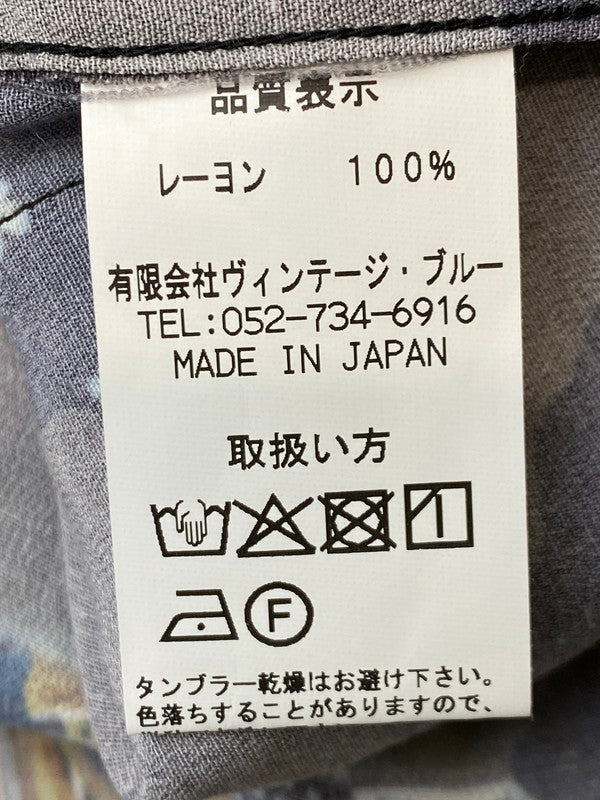 品質表示
レーヨン 100%
有限会社ヴィンテージ・ブルー
TEL:052-734-6916
MADE IN JAPAN
取扱い方
F
タンブラー乾燥はお避け下さい。
色落ちすることがありますので、